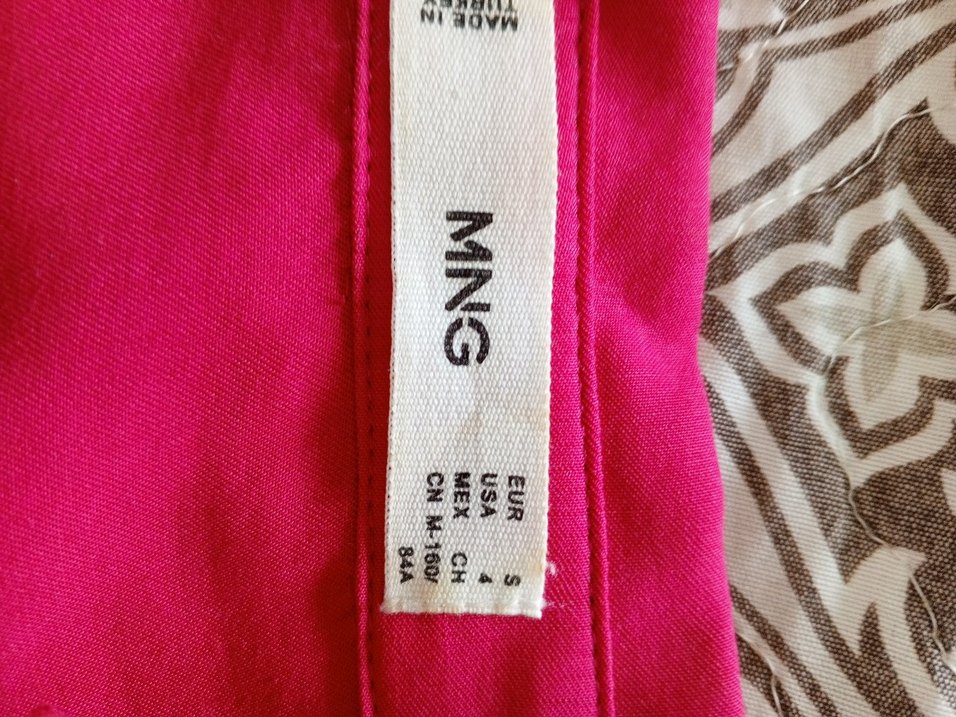 MADE IN
MNG
EUR S
USA 4
MEX CH
CN M-160/
84A